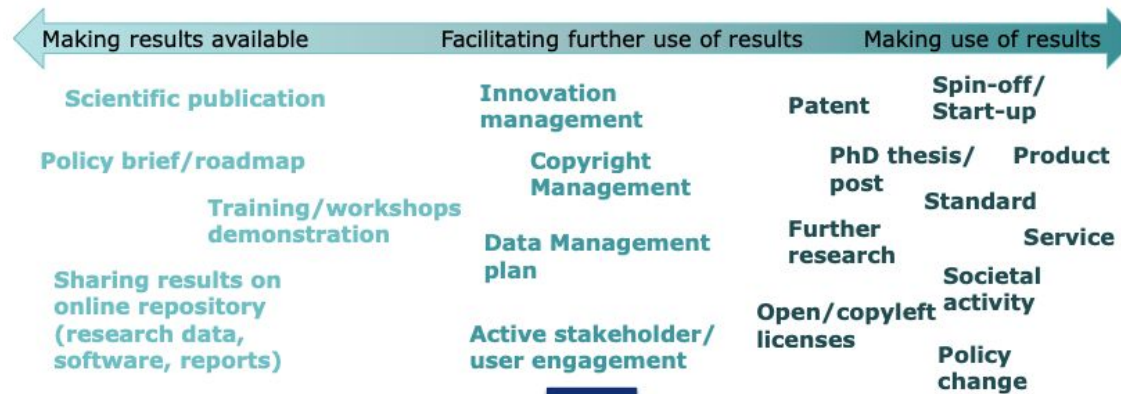 Making results available
Facilitating further use of results
Making use of results
Scientific publication
Policy brief/roadmap
Training/workshops
demonstration
Sharing results on
online repository
(research data,
software, reports)
Innovation
management
Copyright
Management
Data Management
plan
Active stakeholder/
user engagement
Patent
Spin-off/
Start-up
PhD thesis/
post
Product
Standard
Further
research
Service
Societal
activity
Open/copyleft
licenses
Policy
change